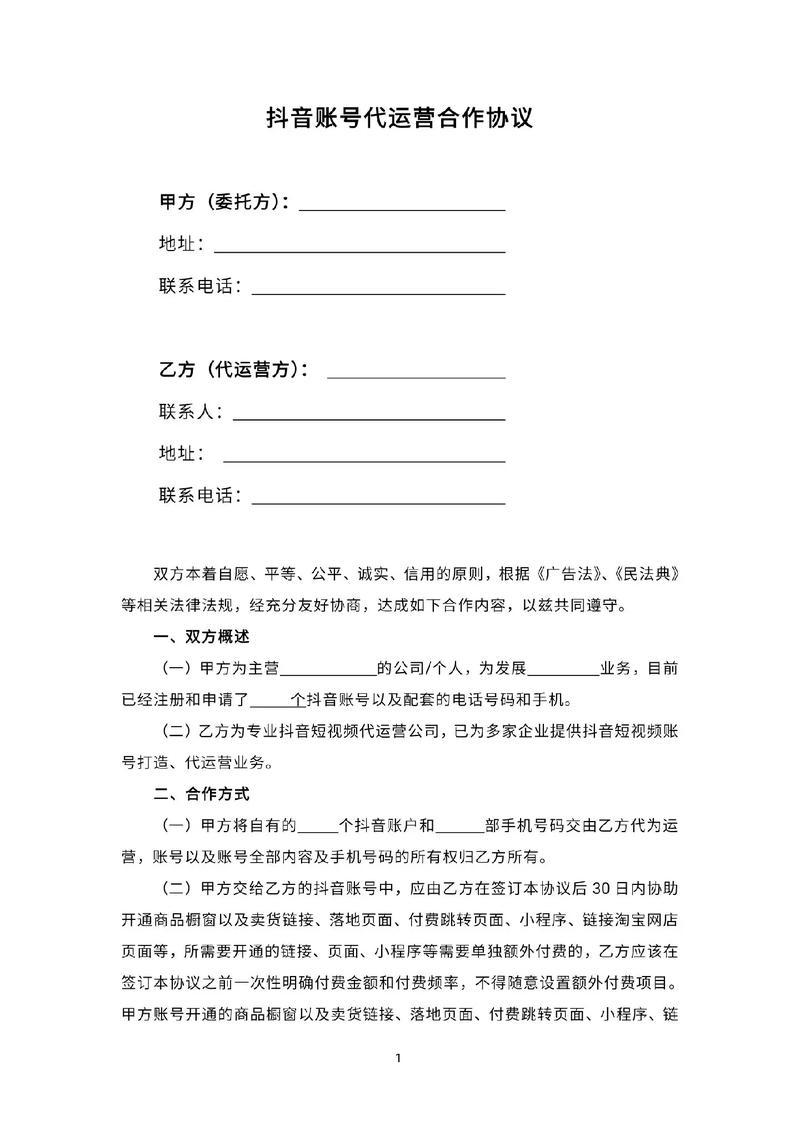 抖音账号代运营合作协议
甲方（委托方）：
地址：
联系电话：
乙方（代运营方）：
联系人：
地址：
联系电话：
双方本着自愿、平等、公平、诚实、信用的原则，根据《广告法》、《民法典》
等相关法律法规，经充分友好协商，达成如下合作内容，以兹共同遵守。
一、双方概述
（一）甲方为主营____________的公司/个人，为发展_________业务，目前
已经注册和申请了_____个抖音账号以及配套的电话号码和手机。
（二）乙方为专业抖音短视频代运营公司，已为多家企业提供抖音短视频账
号打造、代运营业务。
二、合作方式
（一）甲方将自有的_____个抖音账户和______部手机号码交由乙方代为运
营，账号以及账号全部内容及手机号码的所有权归乙方所有。
（二）甲方交给乙方的抖音账号中，应由乙方在签订本协议后 30 日内协助
开通商品橱窗以及卖货链接、落地页面、付费跳转页面、小程序、链接淘宝网店
页面等，所需要开通的链接、页面、小程序等需要单独额外付费的，乙方应该在
签订本协议之前一次性明确付费金额和付费频率，不得随意设置额外付费项目。
甲方账号开通的商品橱窗以及卖货链接、落地页面、付费跳转页面、小程序、链
1